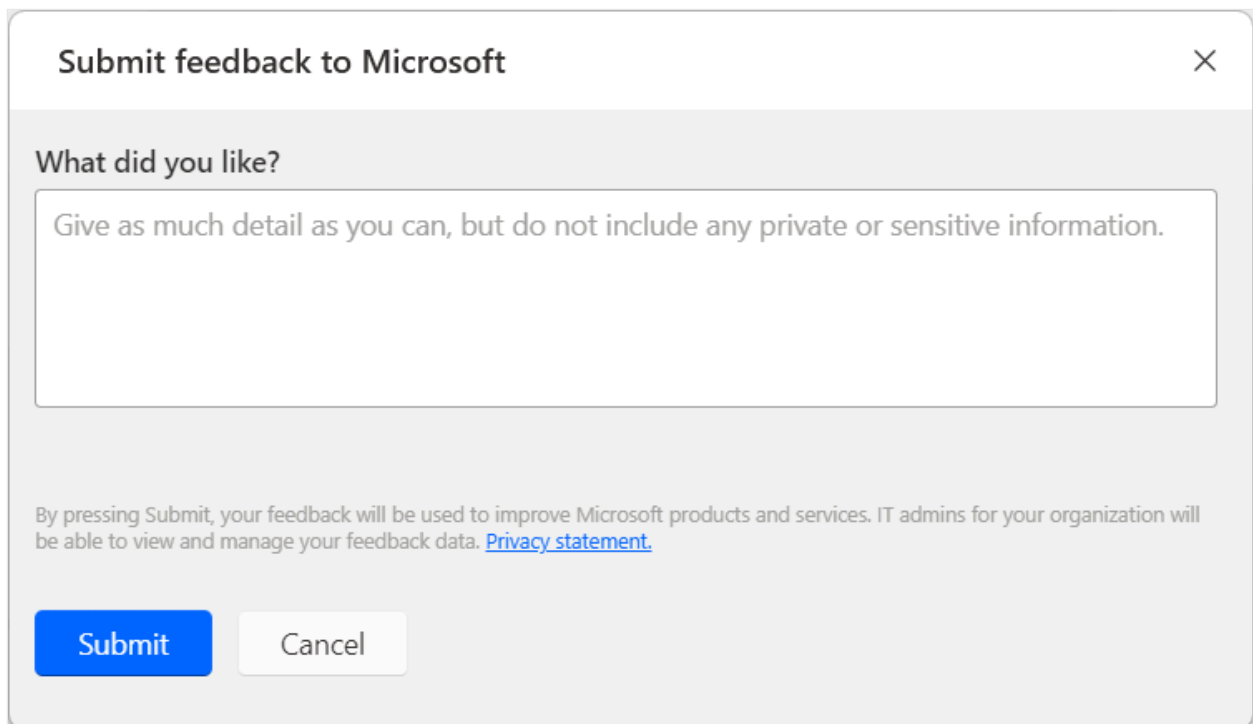 Submit feedback to Microsoft
What did you like?
Give as much detail as you can, but do not include any private or sensitive information.
By pressing Submit, your feedback will be used to improve Microsoft products and services. IT admins for your organization will
be able to view and manage your feedback data. Privacy statement.
Submit
Cancel